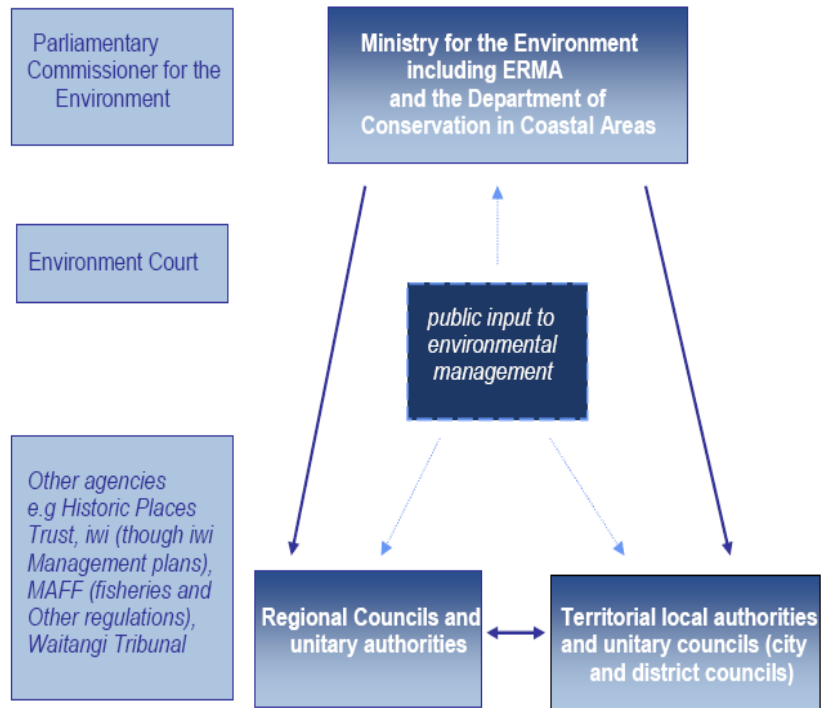 Parliamentary
Commissioner for the
Environment
Ministry for the Environment
including ERMA
and the Department of
Conservation in Coastal Areas
Environment Court
public input to
environmental
management
Other agencies
e.g Historic Places
Trust, iwi (though iwi
Management plans),
MAFF (fisheries and
Other regulations),
Waitangi Tribunal
Regional Councils and
unitary authorities
Territorial local authorities
and unitary councils (city
and district councils)